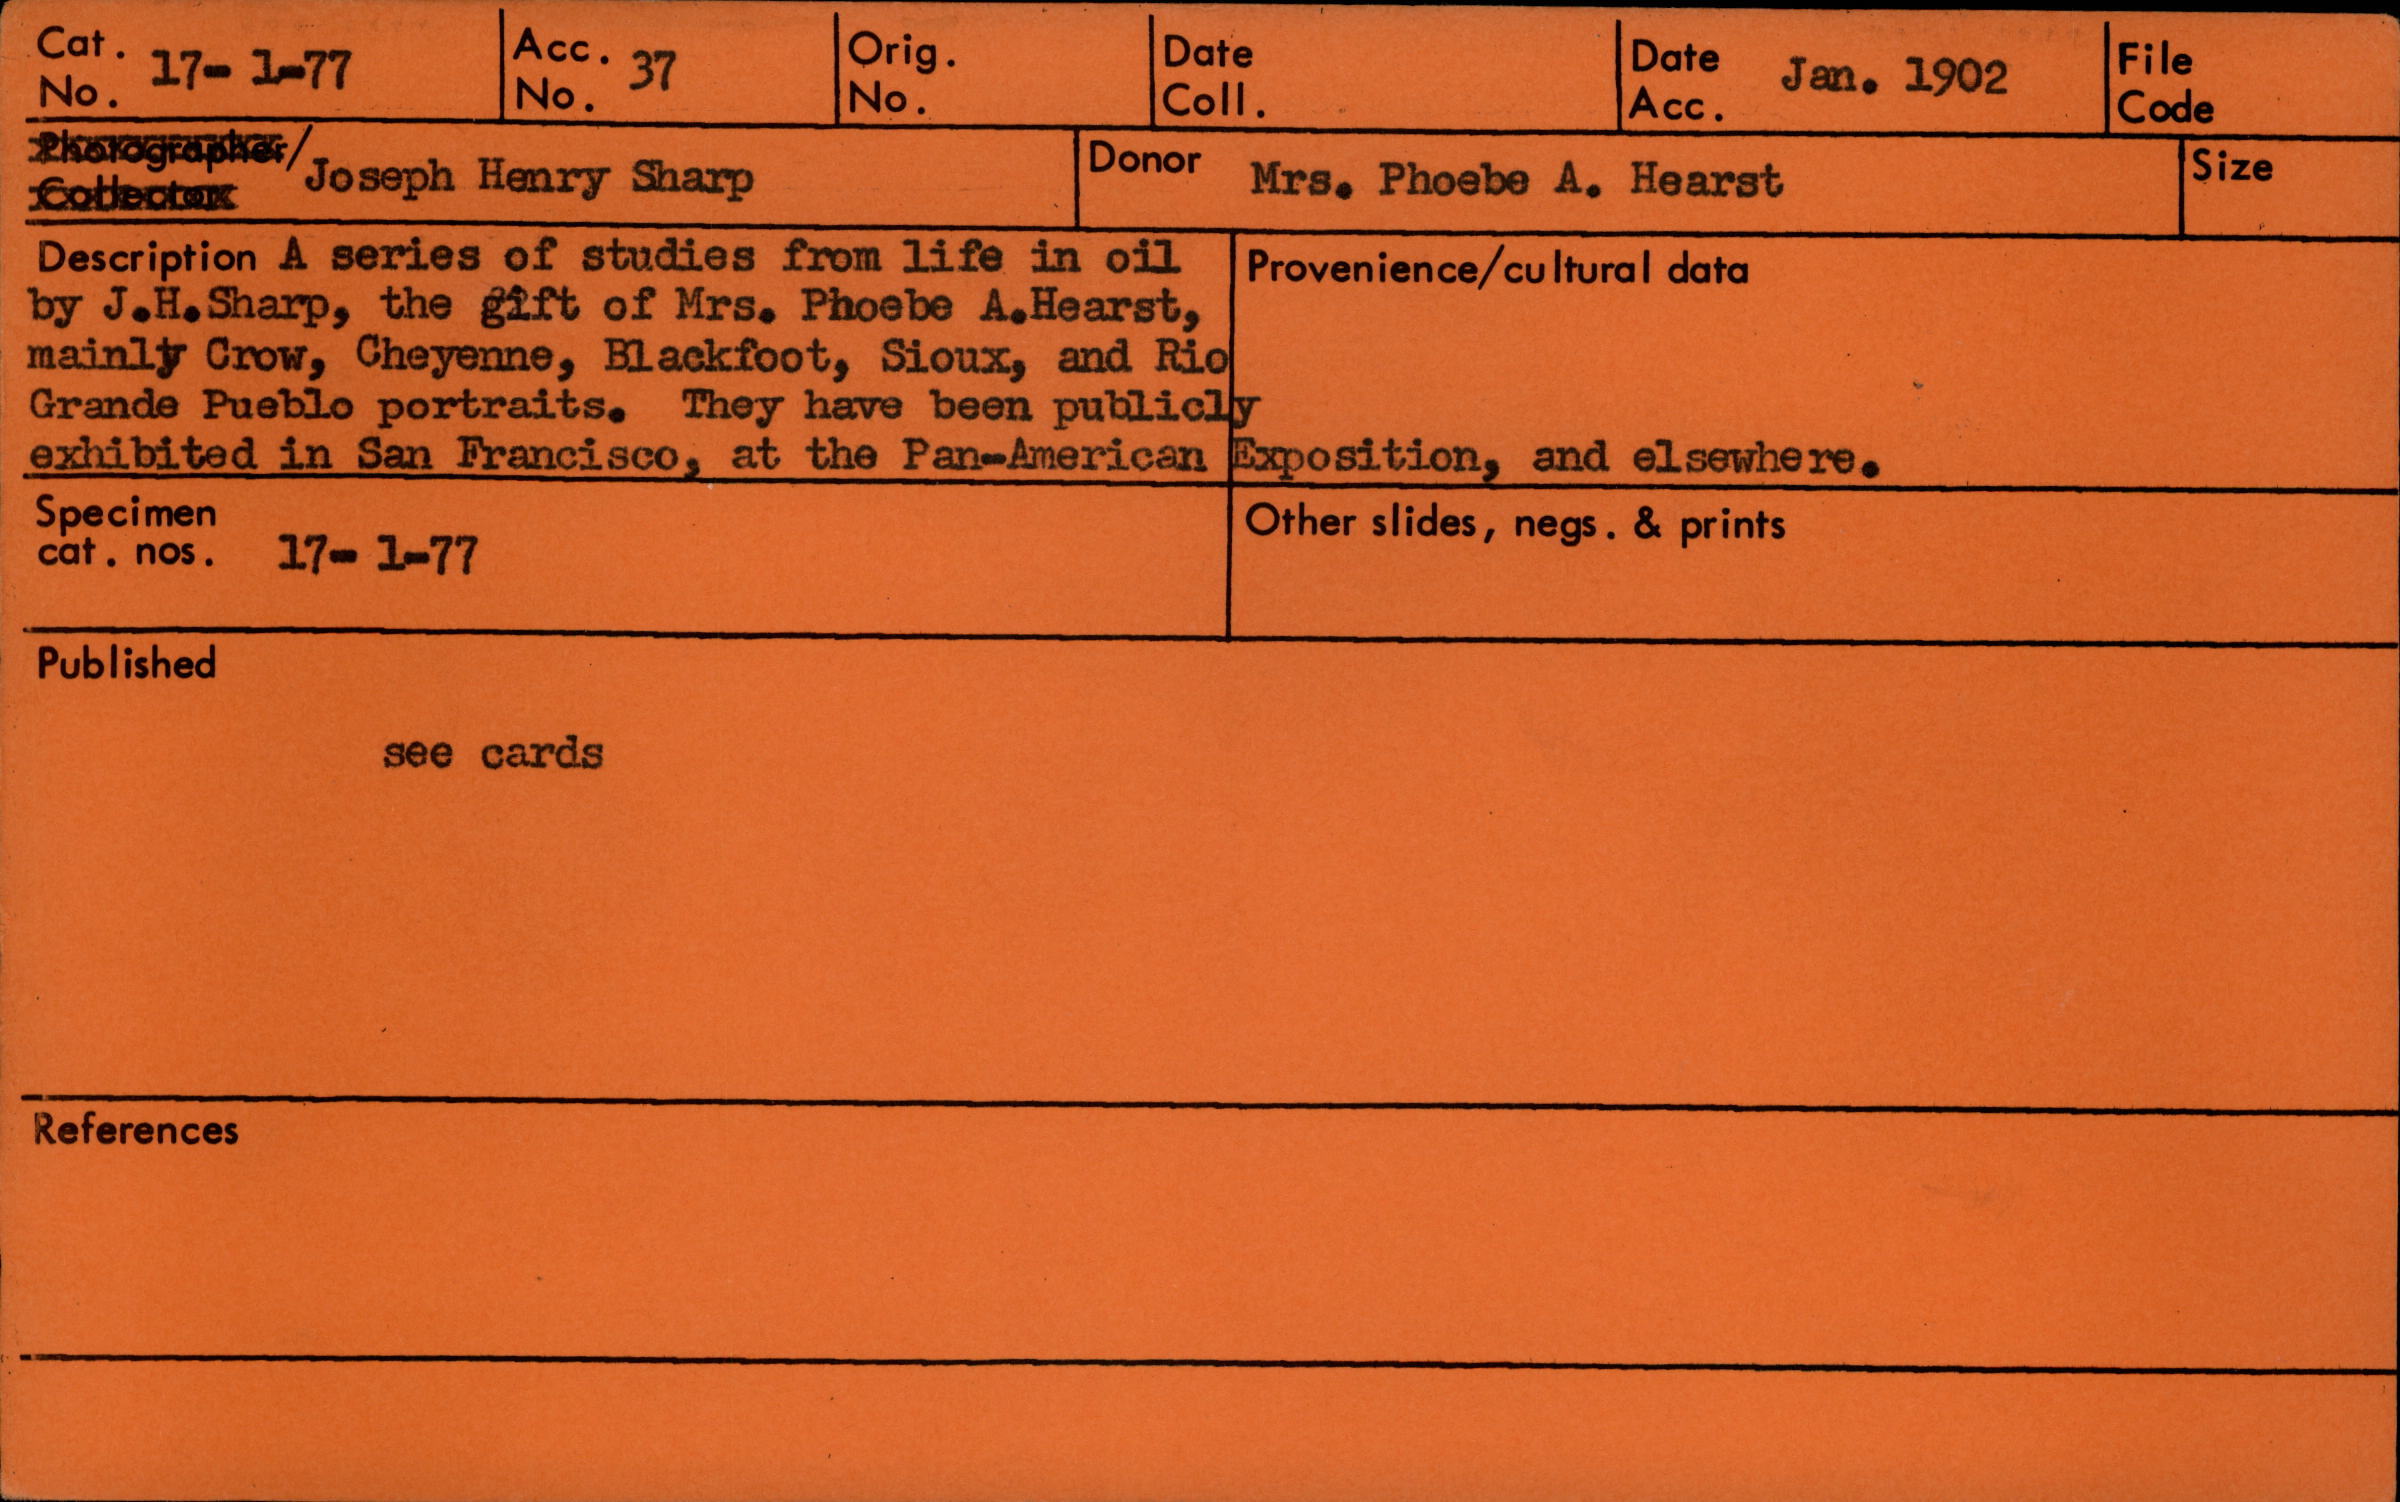 Cat. No. 17- 1-77 Acc. No. 37 Orig. No. Date Coll. Date Acc. Jan. 1902 File Code
Photographer/ Collector Joseph Henry Sharp Donor Mrs. Phoebe A. Hearst Size
Description A series of studies from life in oil
by J.H.Sharp, the gift of Mrs. Phoebe A.Hearst,
mainly Crow, Cheyenne, Blackfoot, Sioux, and Rio
Grande Pueblo portraits. They have been publicly
exhibited in San Francisco, at the Pan-American Exposition, and elsewhere.
Provenience/cultural data
Specimen
cat. nos. 17- 1-77
Other slides, negs. & prints
Published
see cards
References